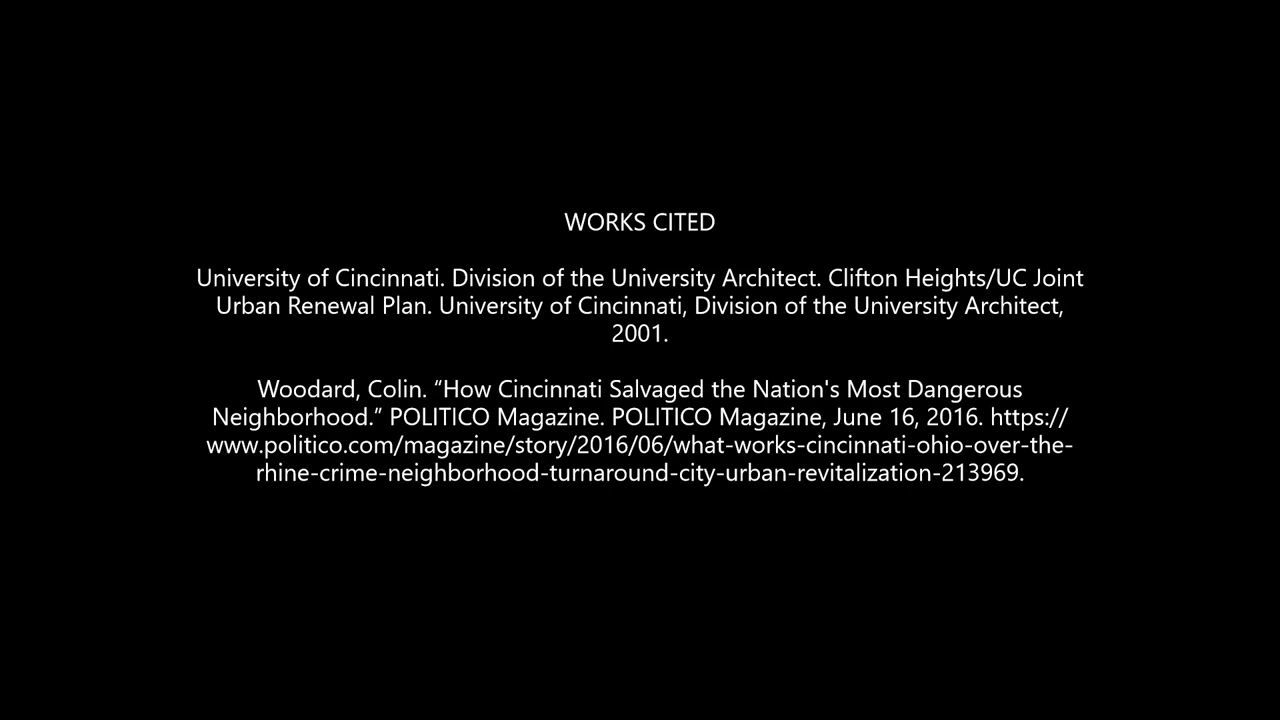 WORKS CITED
University of Cincinnati. Division of the University Architect. Clifton Heights/UC Joint
Urban Renewal Plan. University of Cincinnati, Division of the University Architect,
2001.
Woodard, Colin. “How Cincinnati Salvaged the Nation's Most Dangerous
Neighborhood.” POLITICO Magazine. POLITICO Magazine, June 16, 2016. https://
www.politico.com/magazine/story/2016/06/what-works-cincinnati-ohio-over-the-
rhine-crime-neighborhood-turnaround-city-urban-revitalization-213969.